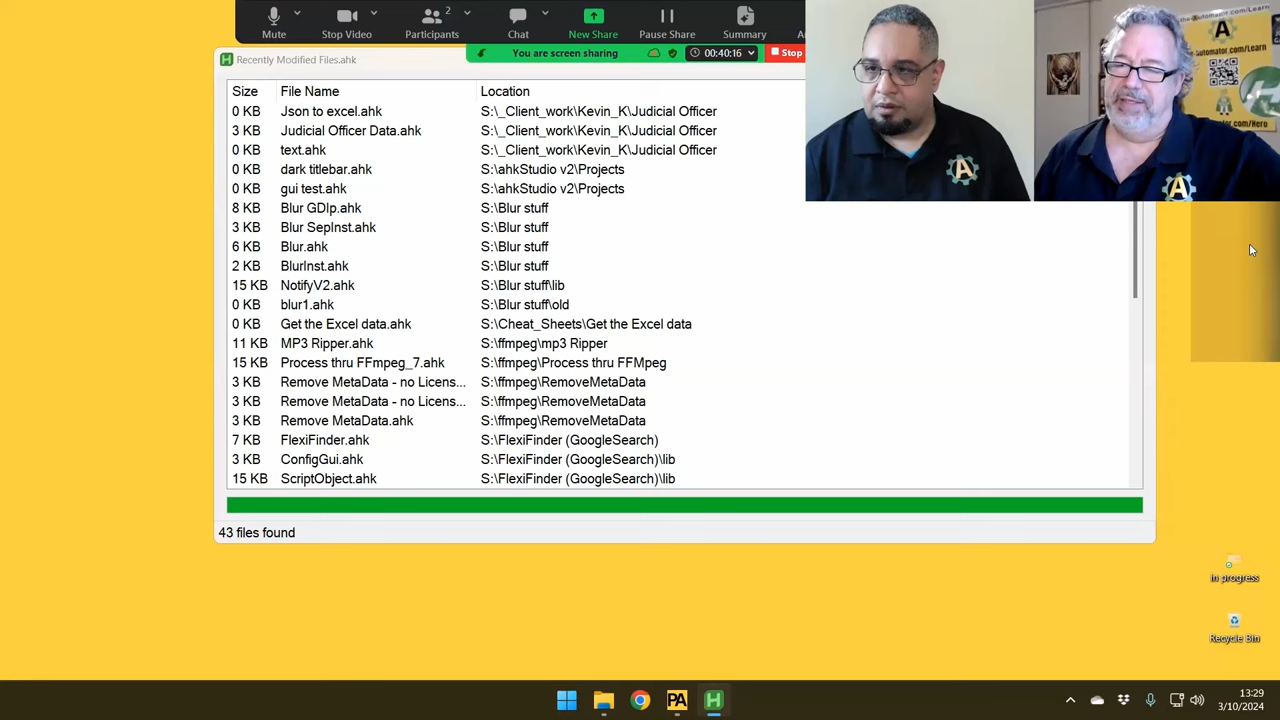 Mute
Stop Video
2
Participants
Chat
New Share
Pause Share
Summary
You are screen sharing
00:40:16
Stop
Automator.com/Learn
Recently Modified Files.ahk
Size File Name Location
0 KB Json to excel.ahk S:\_Client_work\Kevin_K\Judicial Officer
3 KB Judicial Officer Data.ahk S:\_Client_work\Kevin_K\Judicial Officer
0 KB text.ahk S:\_Client_work\Kevin_K\Judicial Officer
0 KB dark titlebar.ahk S:\ahkStudio v2\Projects
0 KB gui test.ahk S:\ahkStudio v2\Projects
8 KB Blur GDIp.ahk S:\Blur stuff
3 KB Blur SepInst.ahk S:\Blur stuff
6 KB Blur.ahk S:\Blur stuff
2 KB BlurInst.ahk S:\Blur stuff
15 KB NotifyV2.ahk S:\Blur stuff\lib
0 KB blur1.ahk S:\Blur stuff\old
0 KB Get the Excel data.ahk S:\Cheat_Sheets\Get the Excel data
11 KB MP3 Ripper.ahk S:\ffmpeg\mp3 Ripper
15 KB Process thru FFmpeg_7.ahk S:\ffmpeg\Process thru FFMpeg
3 KB Remove MetaData - no Licens... S:\ffmpeg\RemoveMetaData
3 KB Remove MetaData - no Licens... S:\ffmpeg\RemoveMetaData
3 KB Remove MetaData.ahk S:\ffmpeg\RemoveMetaData
7 KB FlexiFinder.ahk S:\FlexiFinder (GoogleSearch)
3 KB ConfigGui.ahk S:\FlexiFinder (GoogleSearch)\lib
15 KB ScriptObject.ahk S:\FlexiFinder (GoogleSearch)\lib
43 files found
In progress
Recycle Bin
PA
H
13:29
3/10/2024